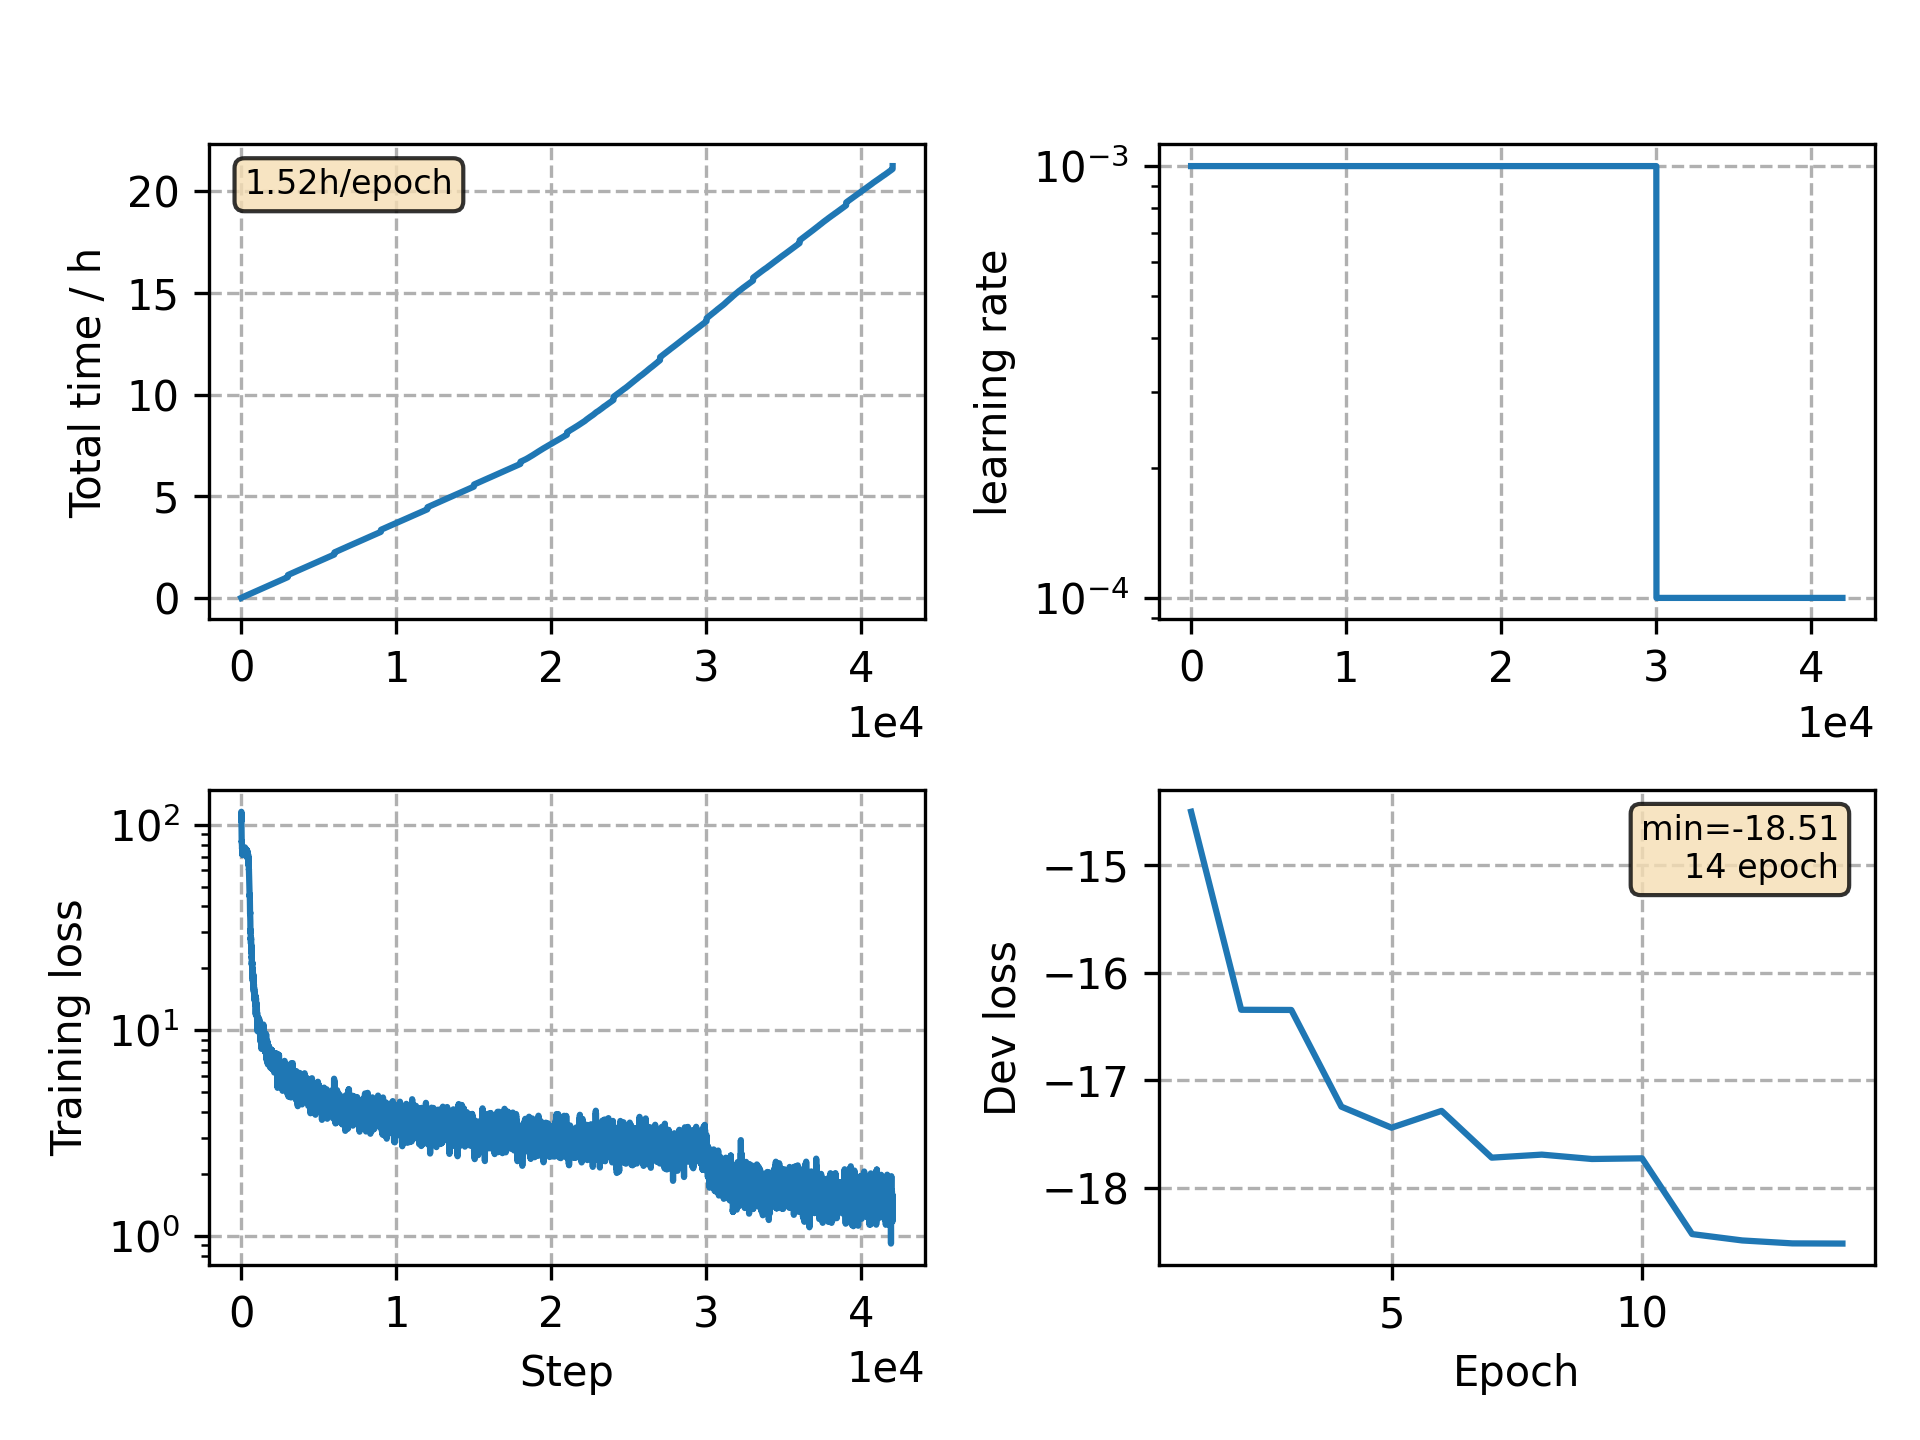 1.52h/epoch
Total time / h
20
15
10
5
0
0 1 2 3 4
1e4
learning rate
10⁻³
10⁻⁴
0 1 2 3 4
1e4
Training loss
10²
10¹
10⁰
0 1 2 3 4
1e4
Step
min=-18.51
14 epoch
Dev loss
−15
−16
−17
−18
5 10
Epoch